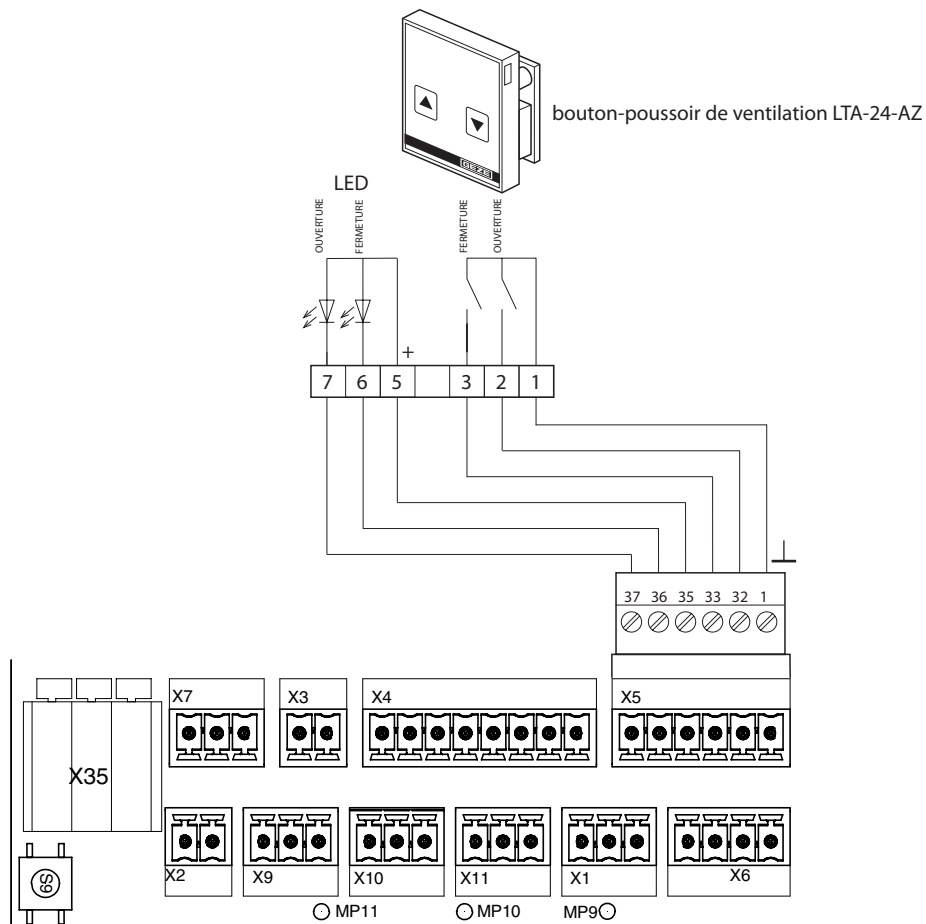 bouton-poussoir de ventilation LTA-24-AZ
GEZE
LED
OUVERTURE
FERMETURE
FERMETURE
OUVERTURE
+
7 6 5 3 2 1
37 36 35 33 32 1
X7 X3 X4 X5
X35
S9
X2 X9 X10 X11 X1 X6
MP11 MP10 MP9